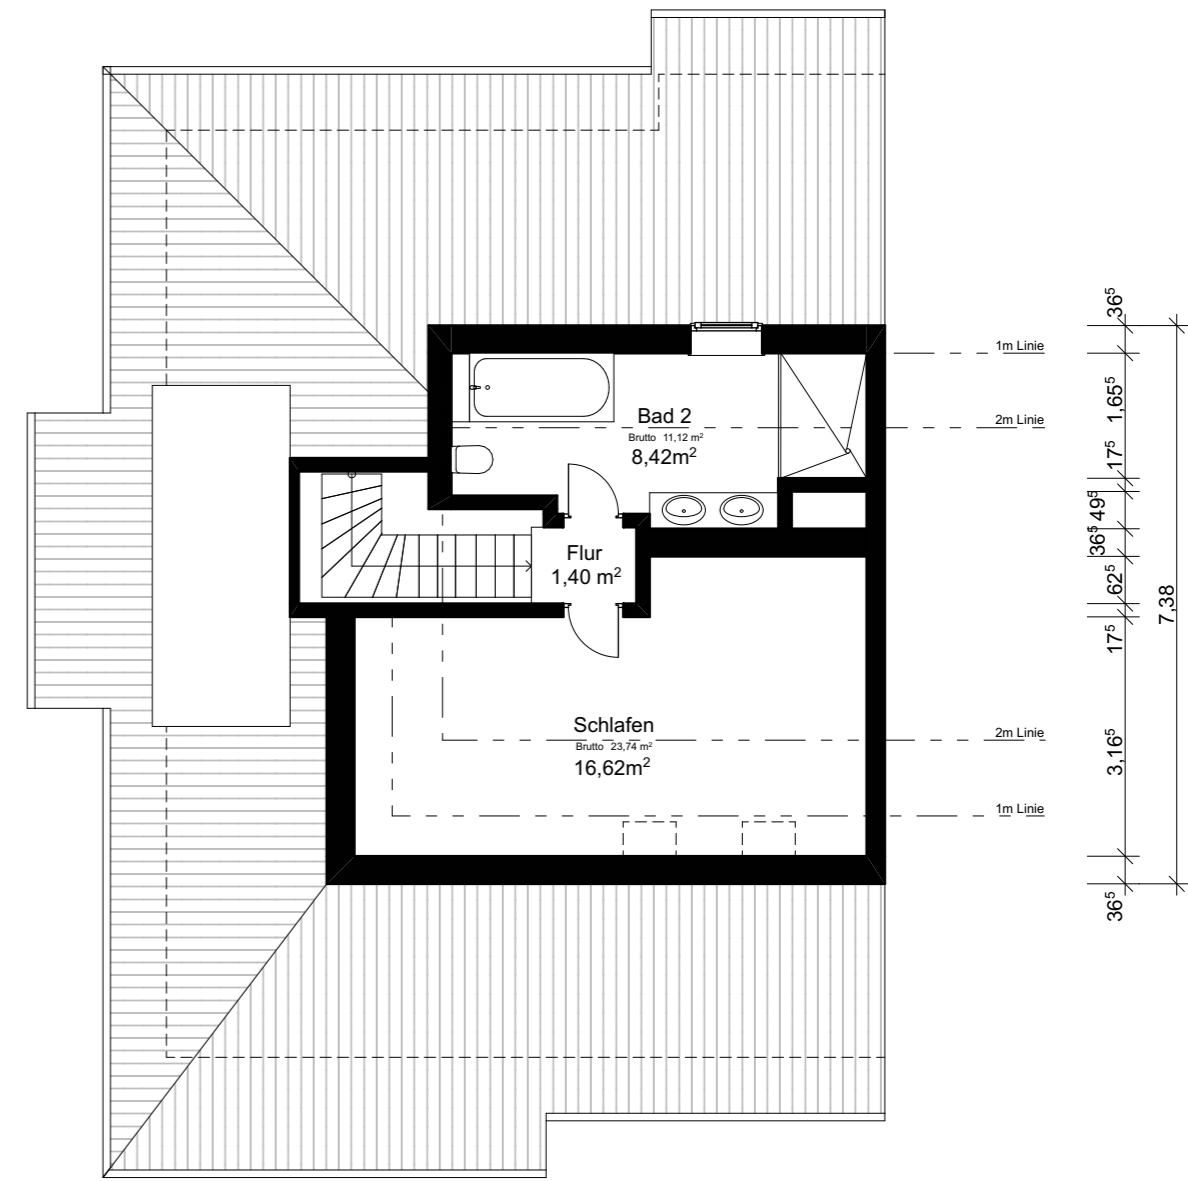 1m Linie
2m Linie
Bad 2
Brutto 11,12 m²
8,42m²
Flur
1,40 m²
Schlafen
Brutto 23,74 m²
16,62m²
2m Linie
1m Linie
36⁵
1,65⁵
17⁵
49⁵
36⁵
62⁵
17⁵
3,16⁵
36⁵
7,38